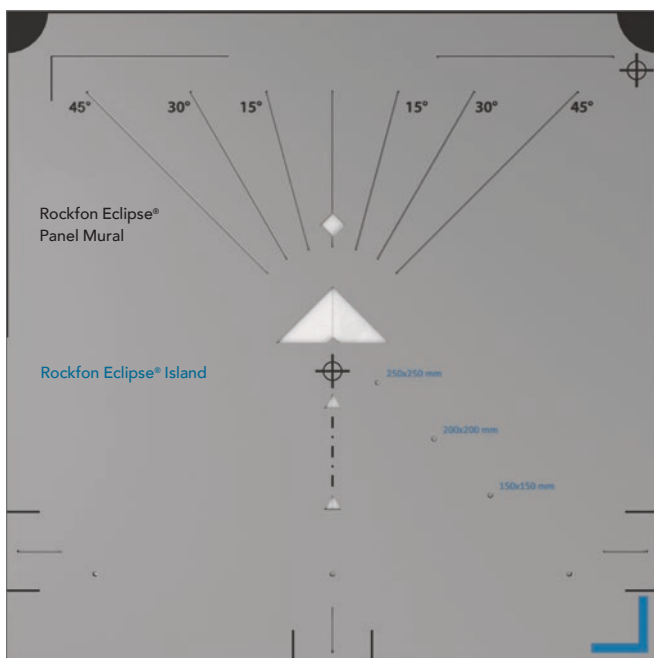 45° 30° 15° 15° 30° 45°
Rockfon Eclipse®
Panel Mural
Rockfon Eclipse® Island
250x250 mm
200x200 mm
150x150 mm